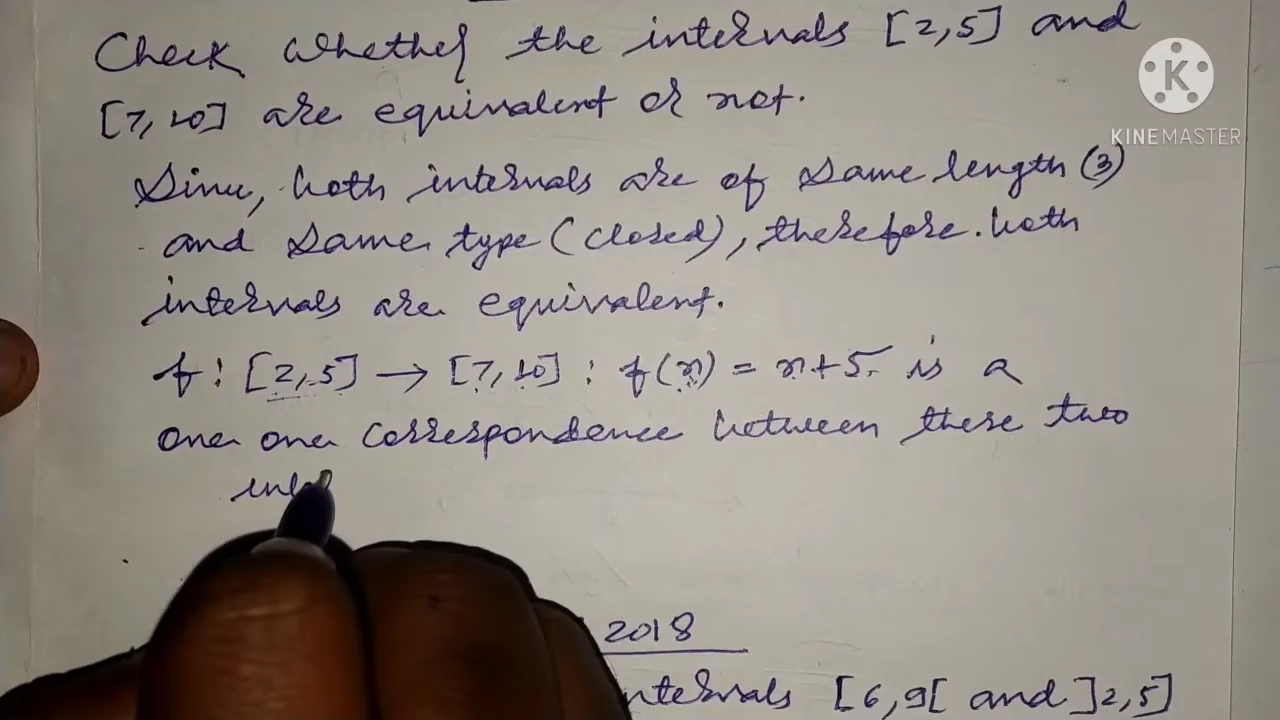 Check whether the intervals [2,5] and
[7,10] are equivalent or not.
KINEMASTER
Since, both intervals are of same length (3)
and same type (closed), therefore both
intervals are equivalent.
f : [2,5] → [7,10] : f(x) = x+5 is a
one one correspondence between these two
2018
intervals [6,9[ and ]2,5]